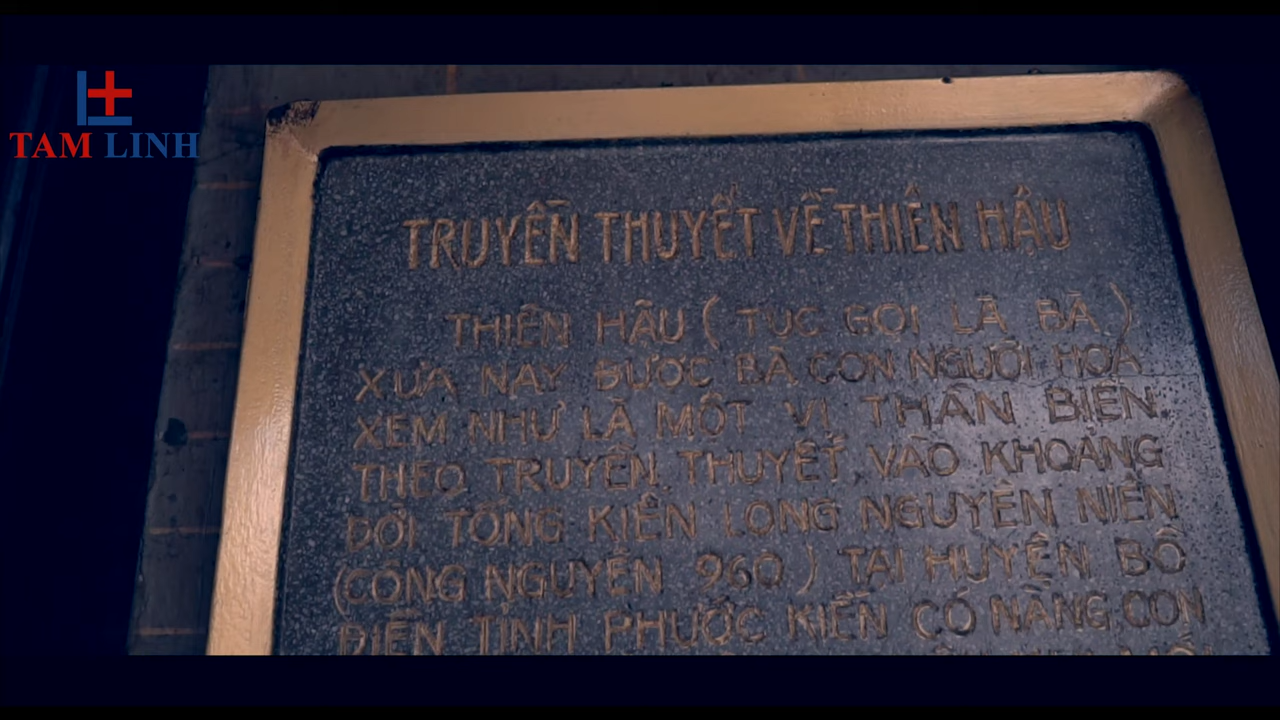 TAM LINH
TRUYỀN THUYẾT VỀ THIÊN HẬU
THIÊN HẬU ( TỤC GỌI LÀ BÀ )
XƯA NAY ĐƯỢC BÀ CON NGƯỜI HOA
XEM NHƯ LÀ MỘT VỊ THẦN BIỂN
THEO TRUYỀN THUYẾT, VÀO KHOẢNG
ĐỜI TỐNG KIẾN LONG NGUYÊN NIÊN
(CÔNG NGUYÊN 960 ) TẠI HUYỆN BỒ
ĐIỀN TỈNH PHƯỚC KIẾN CÓ NÀNG CON